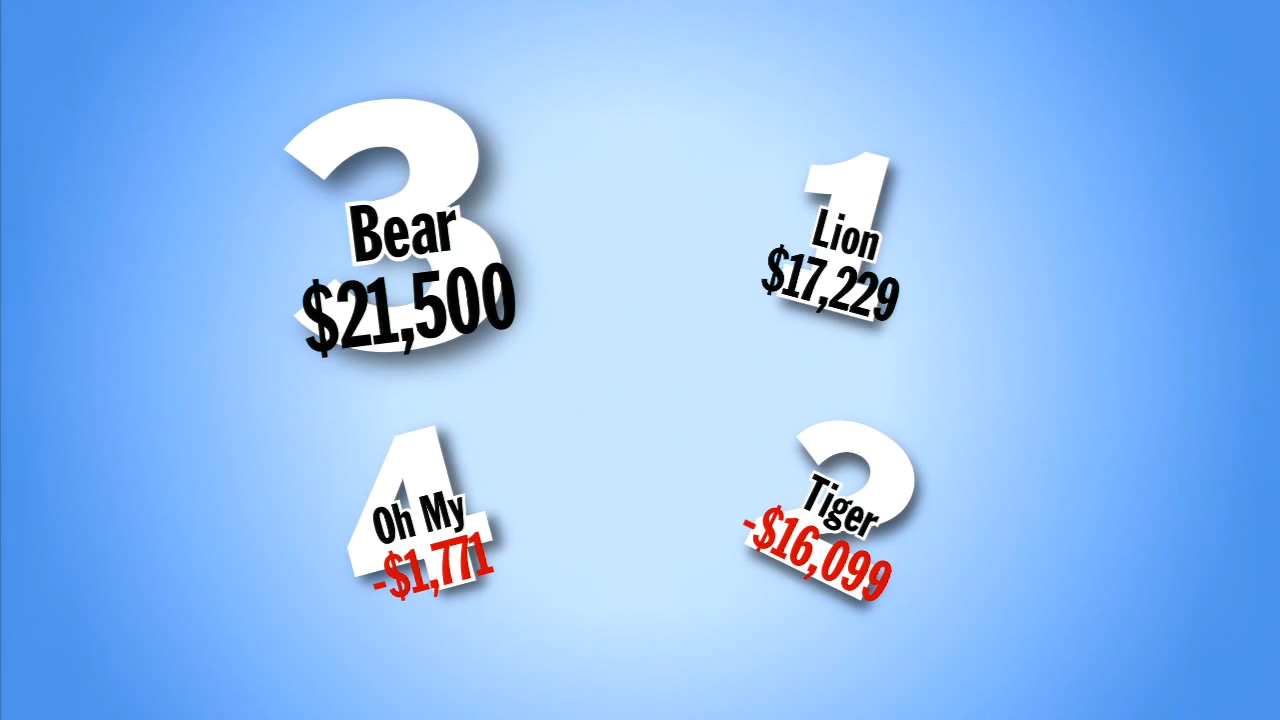 3
Bear
$21,500
1
Lion
$17,229
4
Oh My
-$1,771
2
Tiger
-$16,099